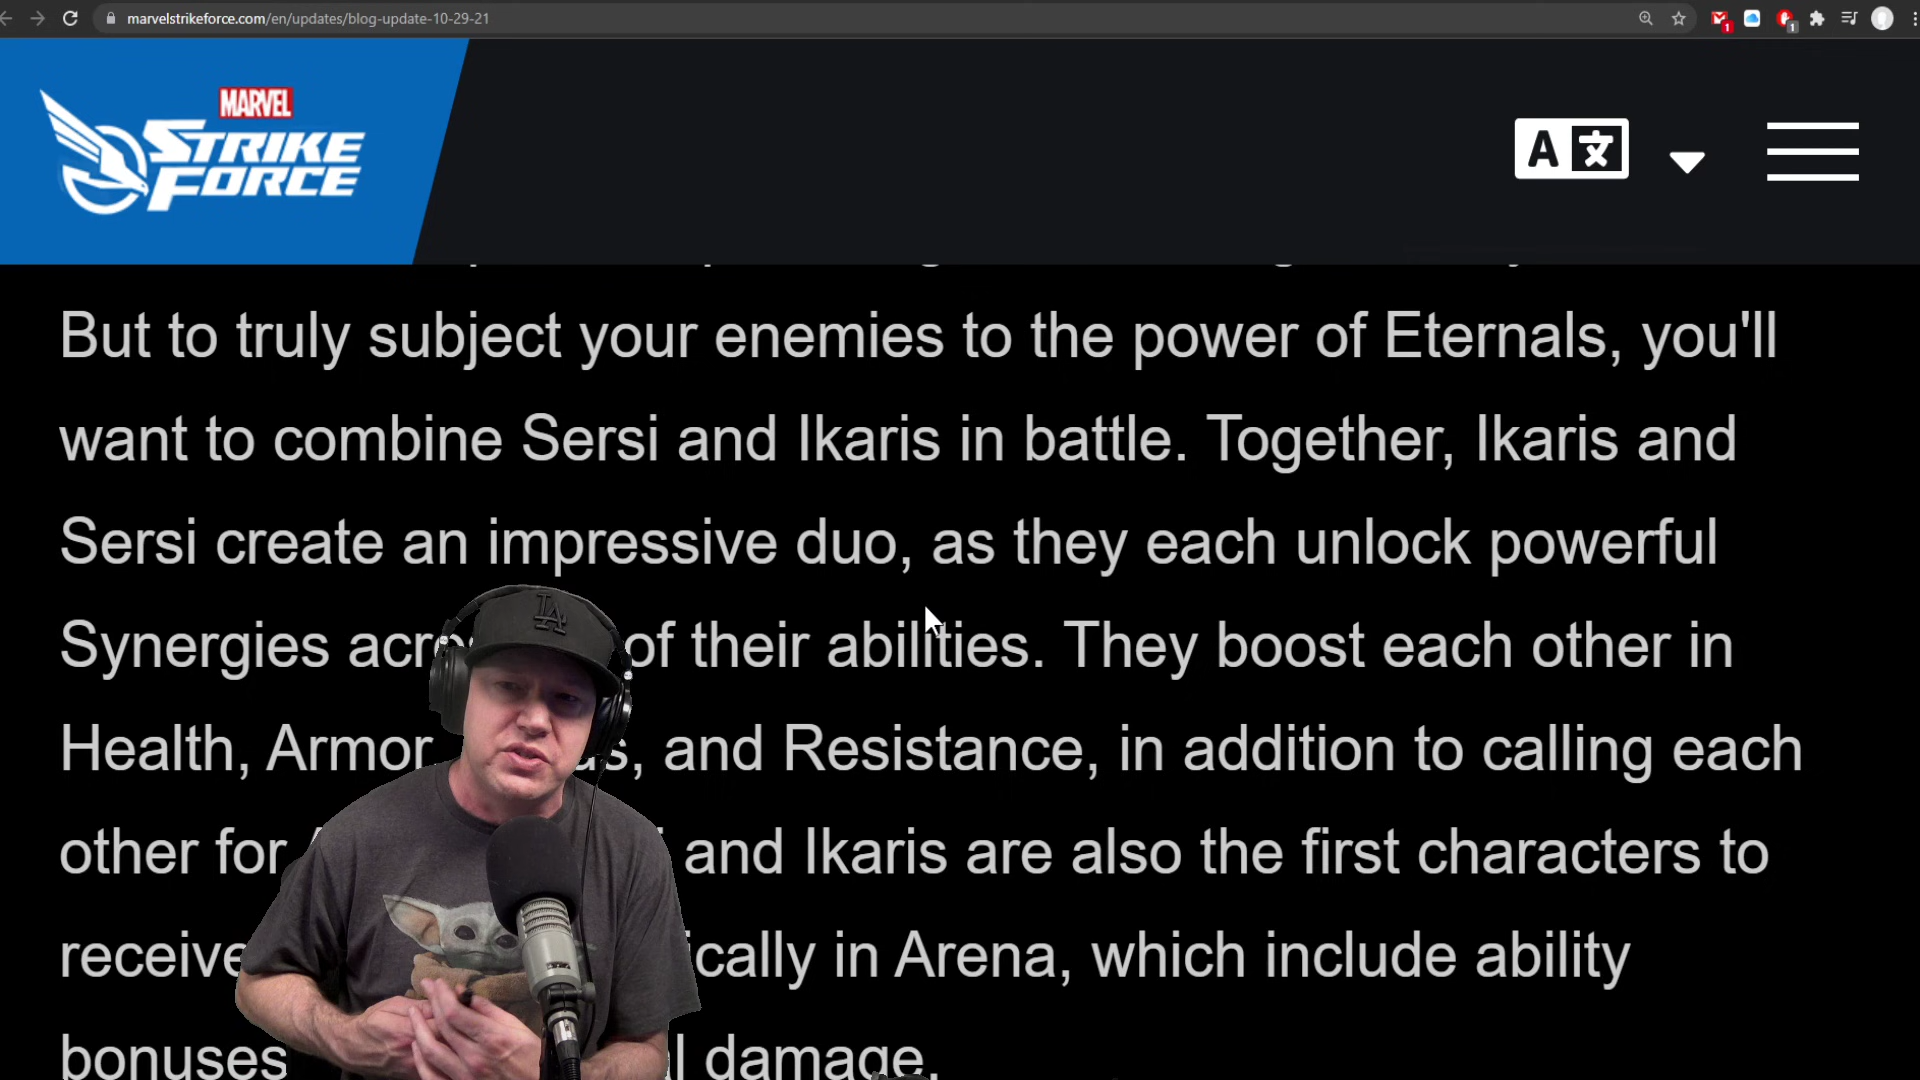 marvelstrikeforce.com/en/updates/blog-update-10-29-21
1
1
MARVEL
STRIKE
FORCE
A
But to truly subject your enemies to the power of Eternals, you'll
want to combine Sersi and Ikaris in battle. Together, Ikaris and
Sersi create an impressive duo, as they each unlock powerful
LA
Synergies of their abilities. They boost each other in
Health, Armor, and Resistance, in addition to calling each
other for and Ikaris are also the first characters to
receive in Arena, which include ability
bonuses damage.